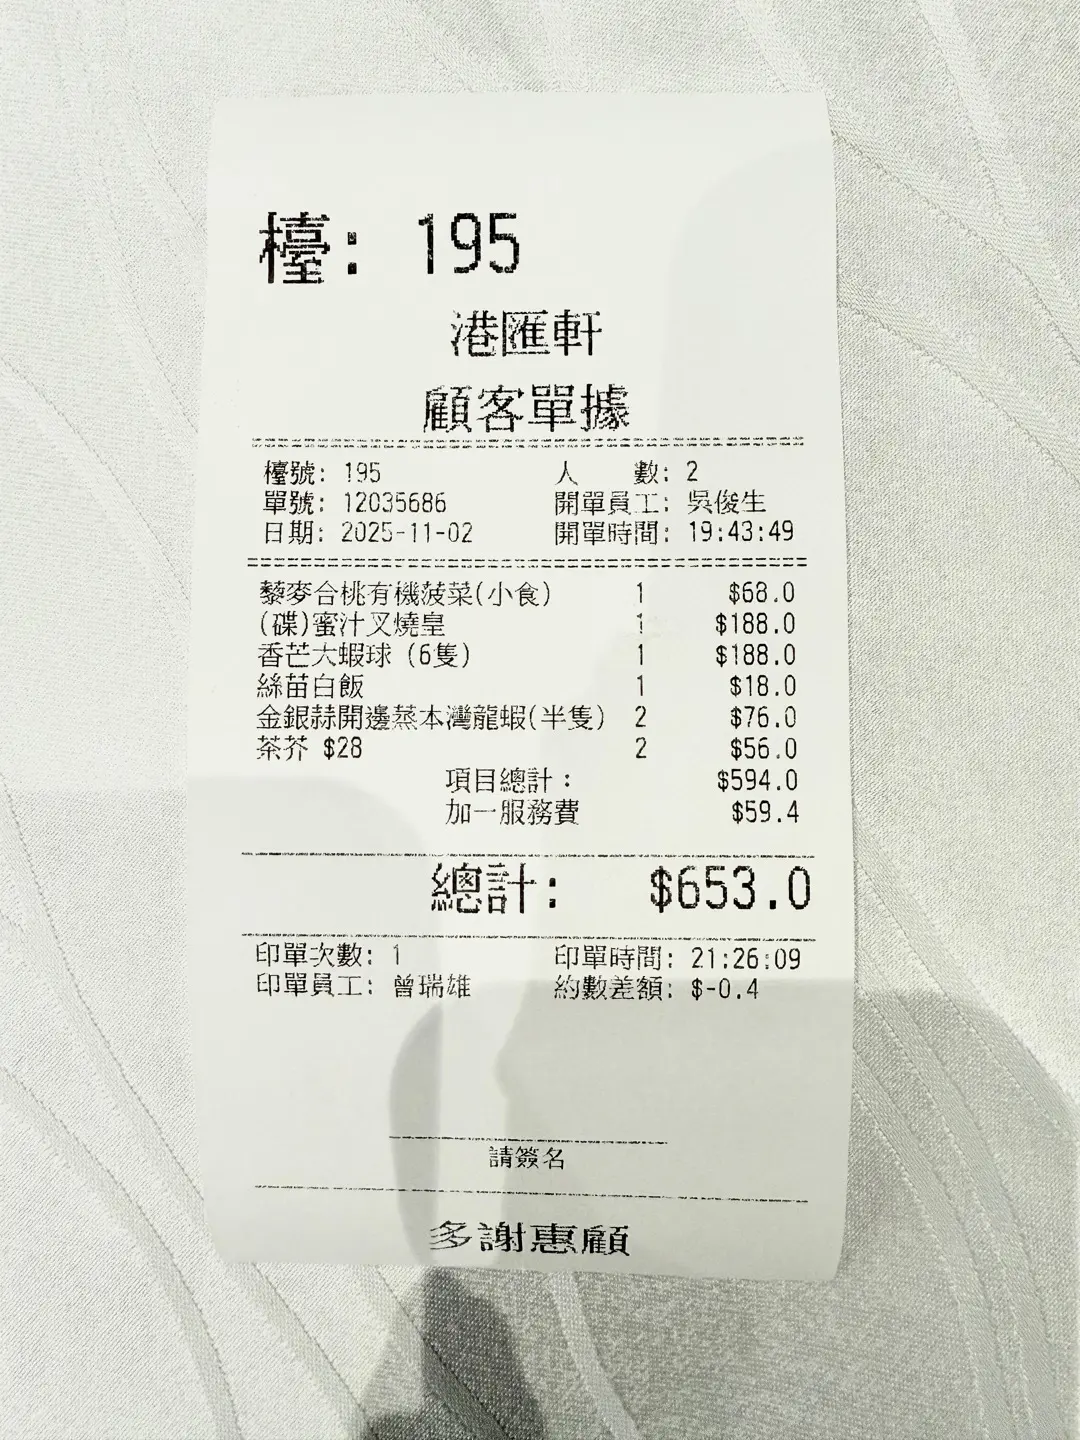 檯: 195
港匯軒
顧客單據
檯號: 195 人 數: 2
單號: 12035686 開單員工: 吳俊生
日期: 2025-11-02 開單時間: 19:43:49
藜麥合桃有機菠菜(小食) 1 $68.0
(碟)蜜汁叉燒皇 1 $188.0
香芒大蝦球 (6隻) 1 $188.0
絲苗白飯 1 $18.0
金銀蒜開邊蒸本灣龍蝦(半隻) 2 $76.0
茶芥 $28 2 $56.0
項目總計: $594.0
加一服務費 $59.4
總計: $653.0
印單次數: 1 印單時間: 21:26:09
印單員工: 曾瑞雄 約數差額: $-0.4
請簽名
多謝惠顧